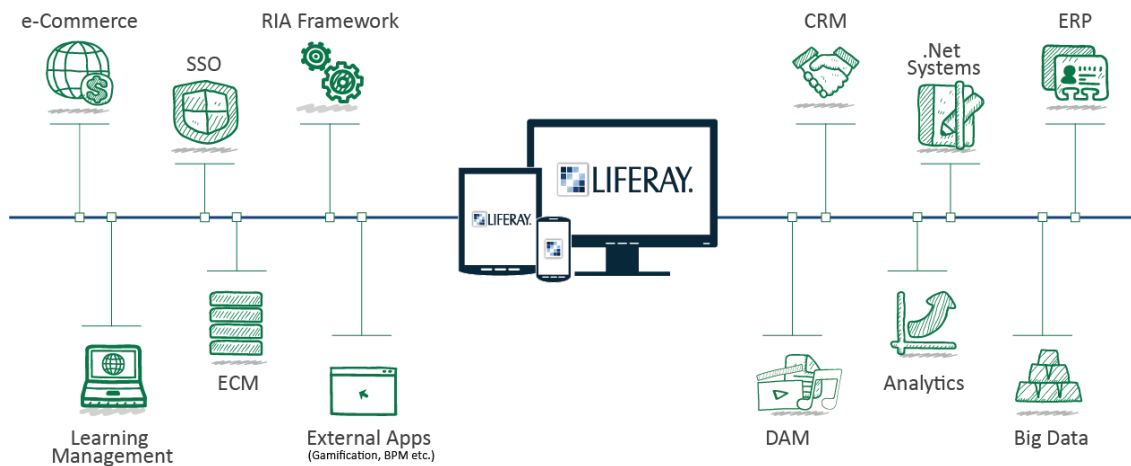 e-Commerce
SSO
RIA Framework
CRM
.Net
Systems
ERP
LIFERAY.
LIFERAY.
Learning
Management
ECM
External Apps
(Gamification, BPM etc.)
DAM
Analytics
Big Data